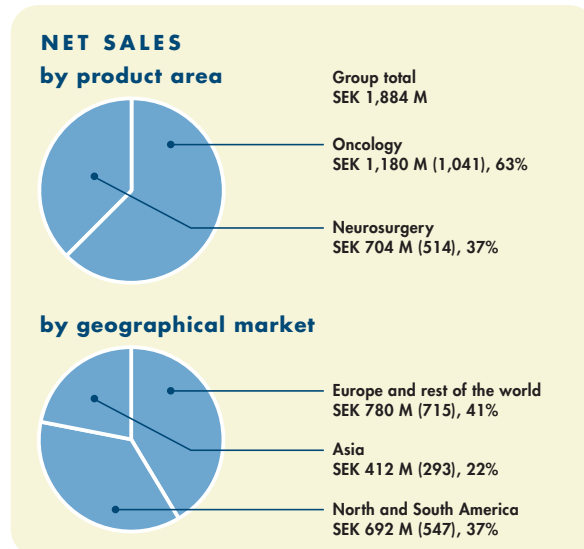 NET SALES
by product area
Group total
SEK 1,884 M
Oncology
SEK 1,180 M (1,041), 63%
Neurosurgery
SEK 704 M (514), 37%
by geographical market
Europe and rest of the world
SEK 780 M (715), 41%
Asia
SEK 412 M (293), 22%
North and South America
SEK 692 M (547), 37%